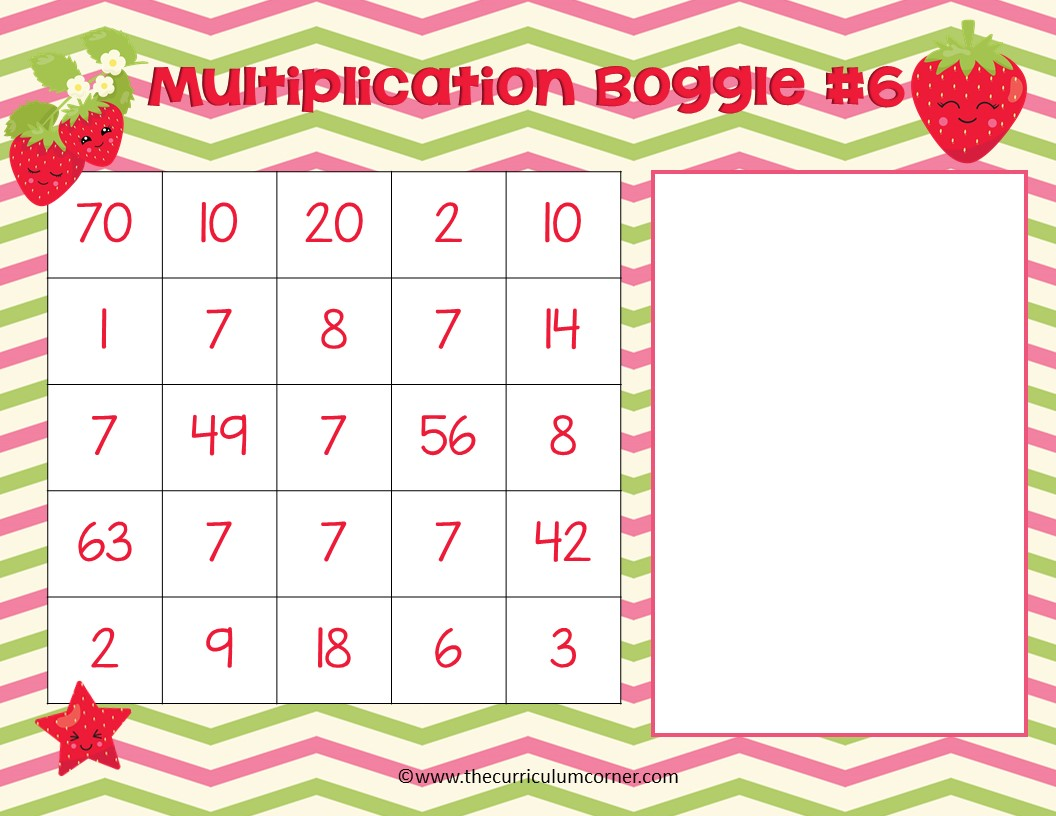 Multiplication Boggle #6
70 10 20 2 10
1 7 8 7 14
7 49 7 56 8
63 7 7 7 42
2 9 18 6 3
©www.thecurriculumcorner.com